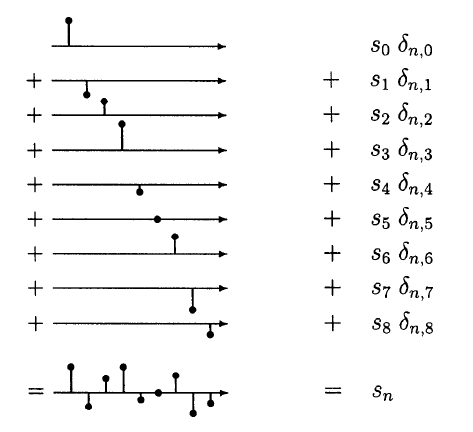 s₀ δₙ,₀
+ + s₁ δₙ,₁
+ + s₂ δₙ,₂
+ + s₃ δₙ,₃
+ + s₄ δₙ,₄
+ + s₅ δₙ,₅
+ + s₆ δₙ,₆
+ + s₇ δₙ,₇
+ + s₈ δₙ,₈
= = sₙ